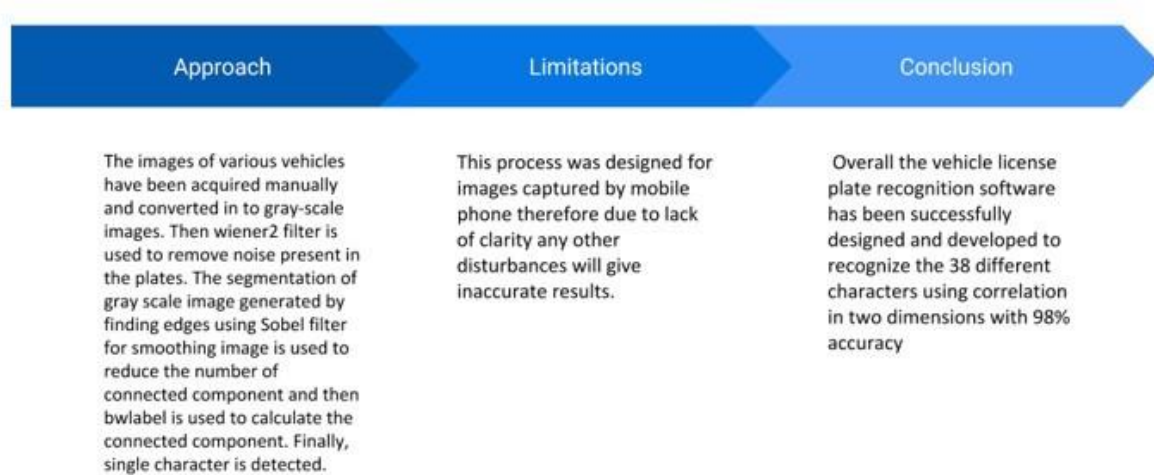 Approach
Limitations
Conclusion
The images of various vehicles
have been acquired manually
and converted in to gray-scale
images. Then wiener2 filter is
used to remove noise present in
the plates. The segmentation of
gray scale image generated by
finding edges using Sobel filter
for smoothing image is used to
reduce the number of
connected component and then
bwlabel is used to calculate the
connected component. Finally,
single character is detected.
This process was designed for
images captured by mobile
phone therefore due to lack
of clarity any other
disturbances will give
inaccurate results.
Overall the vehicle license
plate recognition software
has been successfully
designed and developed to
recognize the 38 different
characters using correlation
in two dimensions with 98%
accuracy